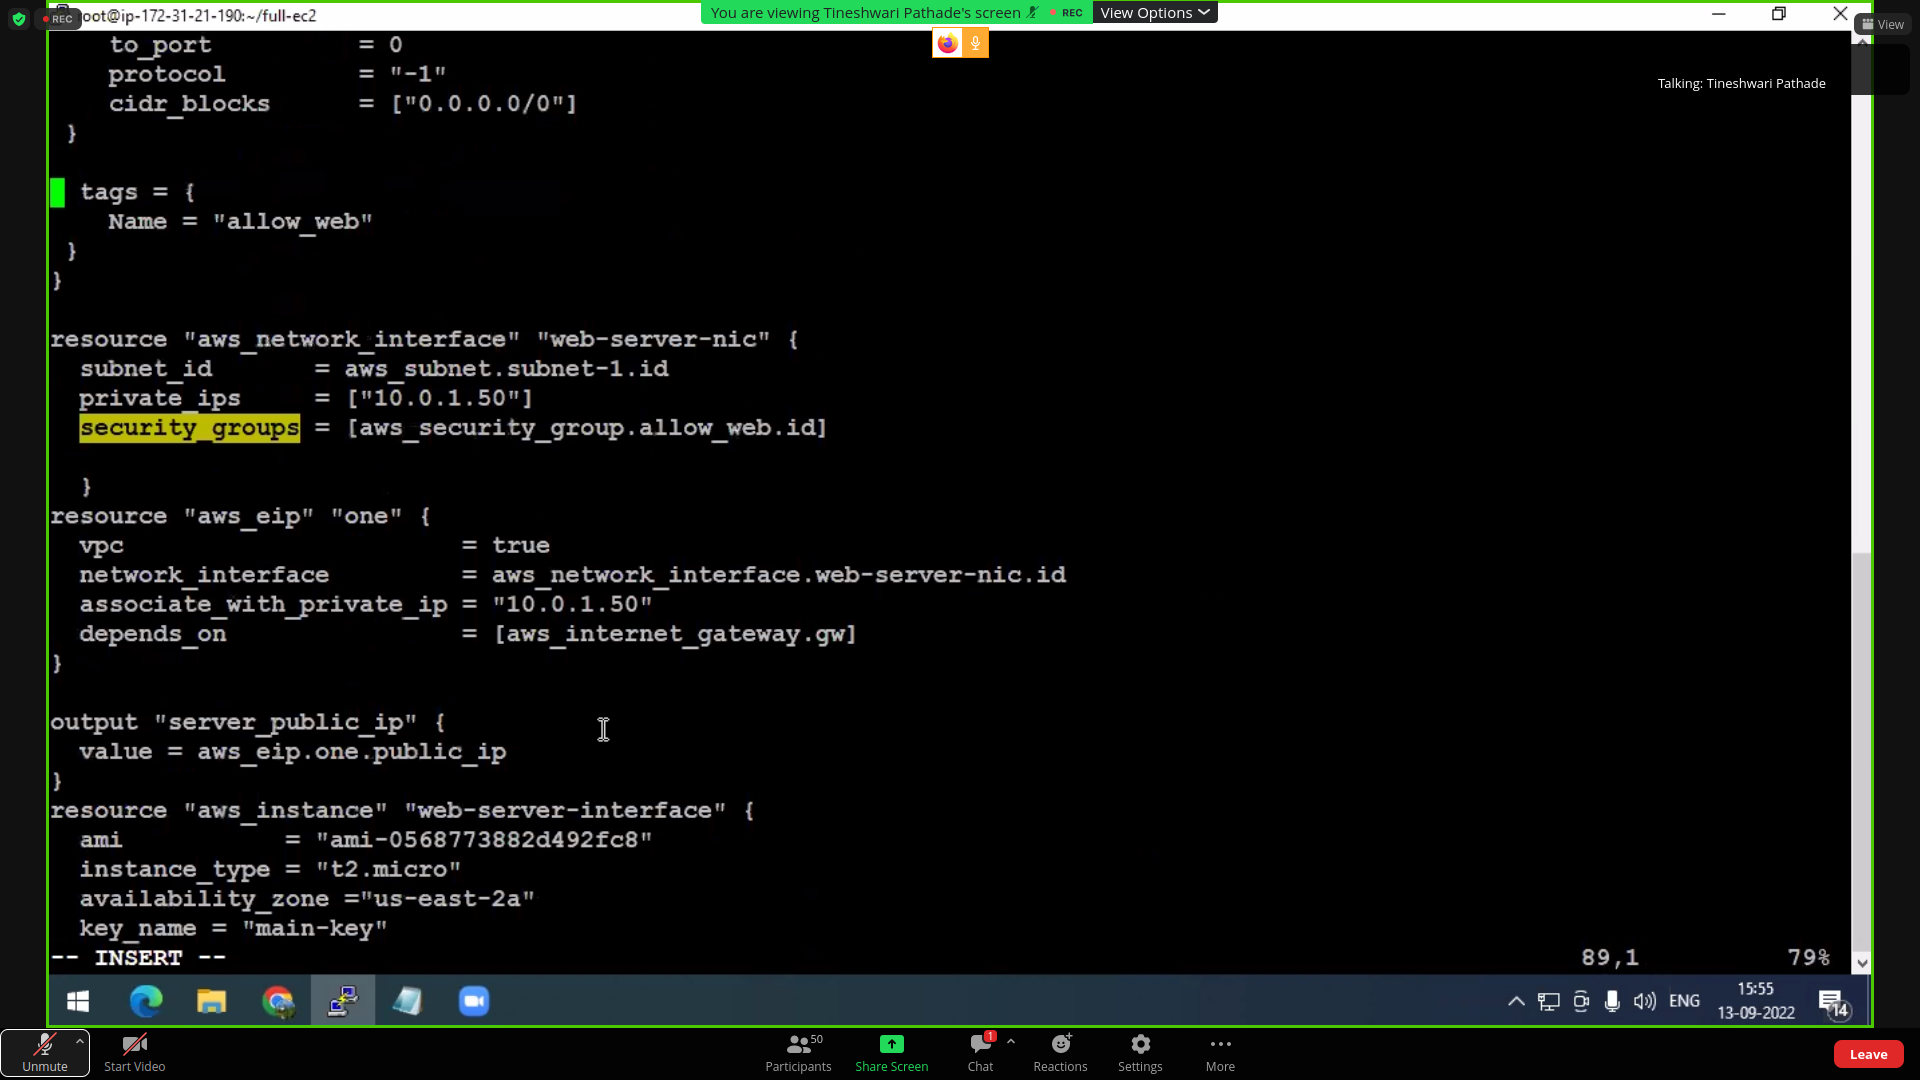 REC
root@ip-172-31-21-190:~/full-ec2
You are viewing Tineshwari Pathade's screen
REC
View Options
View
Talking: Tineshwari Pathade
to_port = 0
protocol = "-1"
cidr_blocks = ["0.0.0.0/0"]
}
tags = {
Name = "allow_web"
}
}
resource "aws_network_interface" "web-server-nic" {
subnet_id = aws_subnet.subnet-1.id
private_ips = ["10.0.1.50"]
security_groups = [aws_security_group.allow_web.id]
}
resource "aws_eip" "one" {
vpc = true
network_interface = aws_network_interface.web-server-nic.id
associate_with_private_ip = "10.0.1.50"
depends_on = [aws_internet_gateway.gw]
}
output "server_public_ip" {
value = aws_eip.one.public_ip
}
resource "aws_instance" "web-server-interface" {
ami = "ami-0568773882d492fc8"
instance_type = "t2.micro"
availability_zone ="us-east-2a"
key_name = "main-key"
-- INSERT -- 89,1 79%
ENG
15:55
13-09-2022
14
Unmute
Start Video
Participants
50
Share Screen
Chat
1
Reactions
Settings
More
Leave